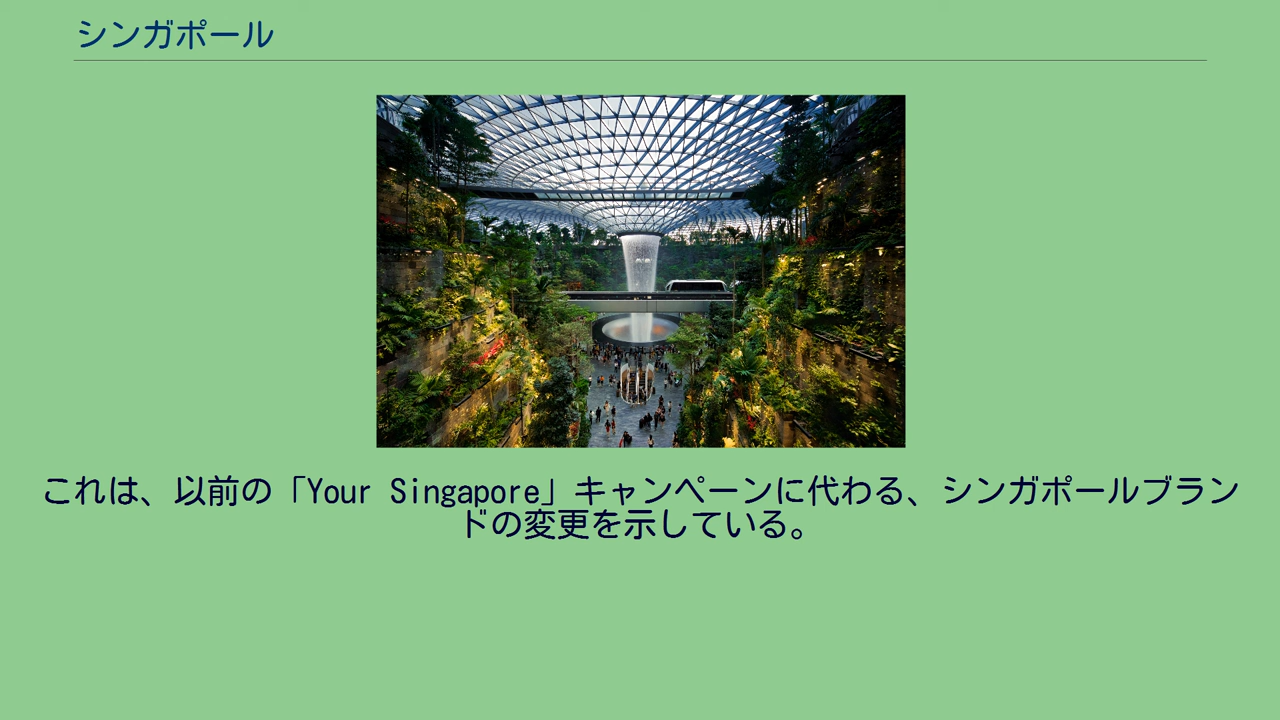 シンガポール
これは、以前の「Your Singapore」キャンペーンに代わる、シンガポールブラン
ドの変更を示している。